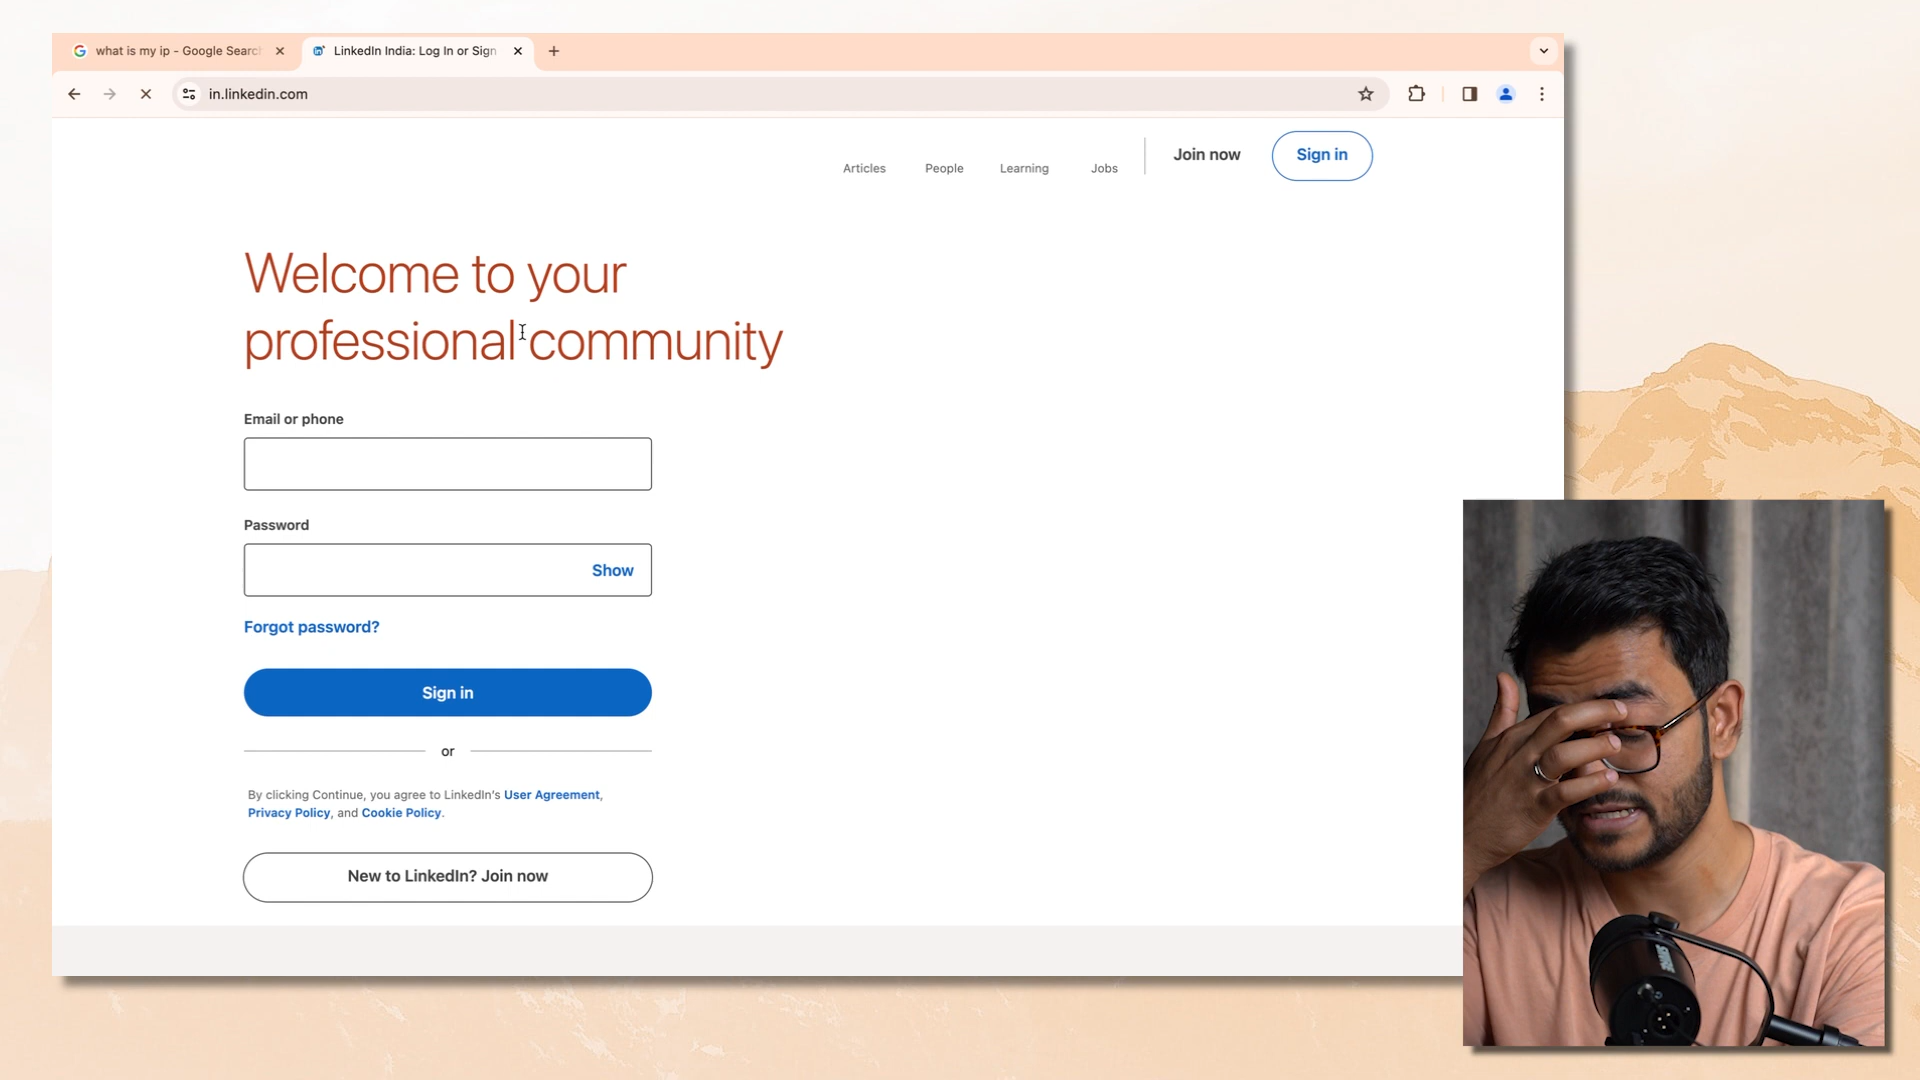 what is my ip - Google Searc
LinkedIn India: Log In or Sign
in.linkedin.com
Articles
People
Learning
Jobs
Join now
Sign in
Welcome to your
professional community
Email or phone
Password
Show
Forgot password?
Sign in
or
By clicking Continue, you agree to LinkedIn's User Agreement,
Privacy Policy, and Cookie Policy.
New to LinkedIn? Join now